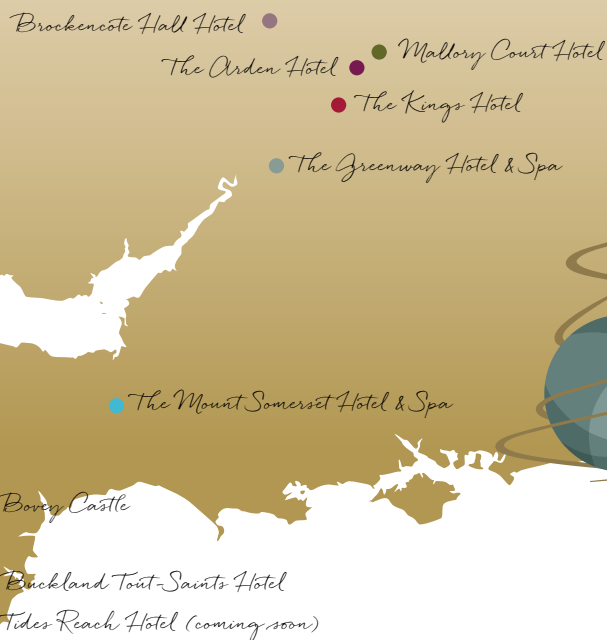 Brockencote Hall Hotel
Mallory Court Hotel
The Arden Hotel
The Kings Hotel
The Greenway Hotel & Spa
The Mount Somerset Hotel & Spa
Bovey Castle
Buckland Tout-Saints Hotel
Tides Reach Hotel (coming soon)